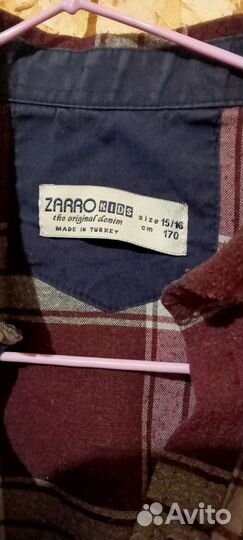 ZARRO KIDS size 15/16
the original denim cm 170
MADE IN TURKEY
Avito